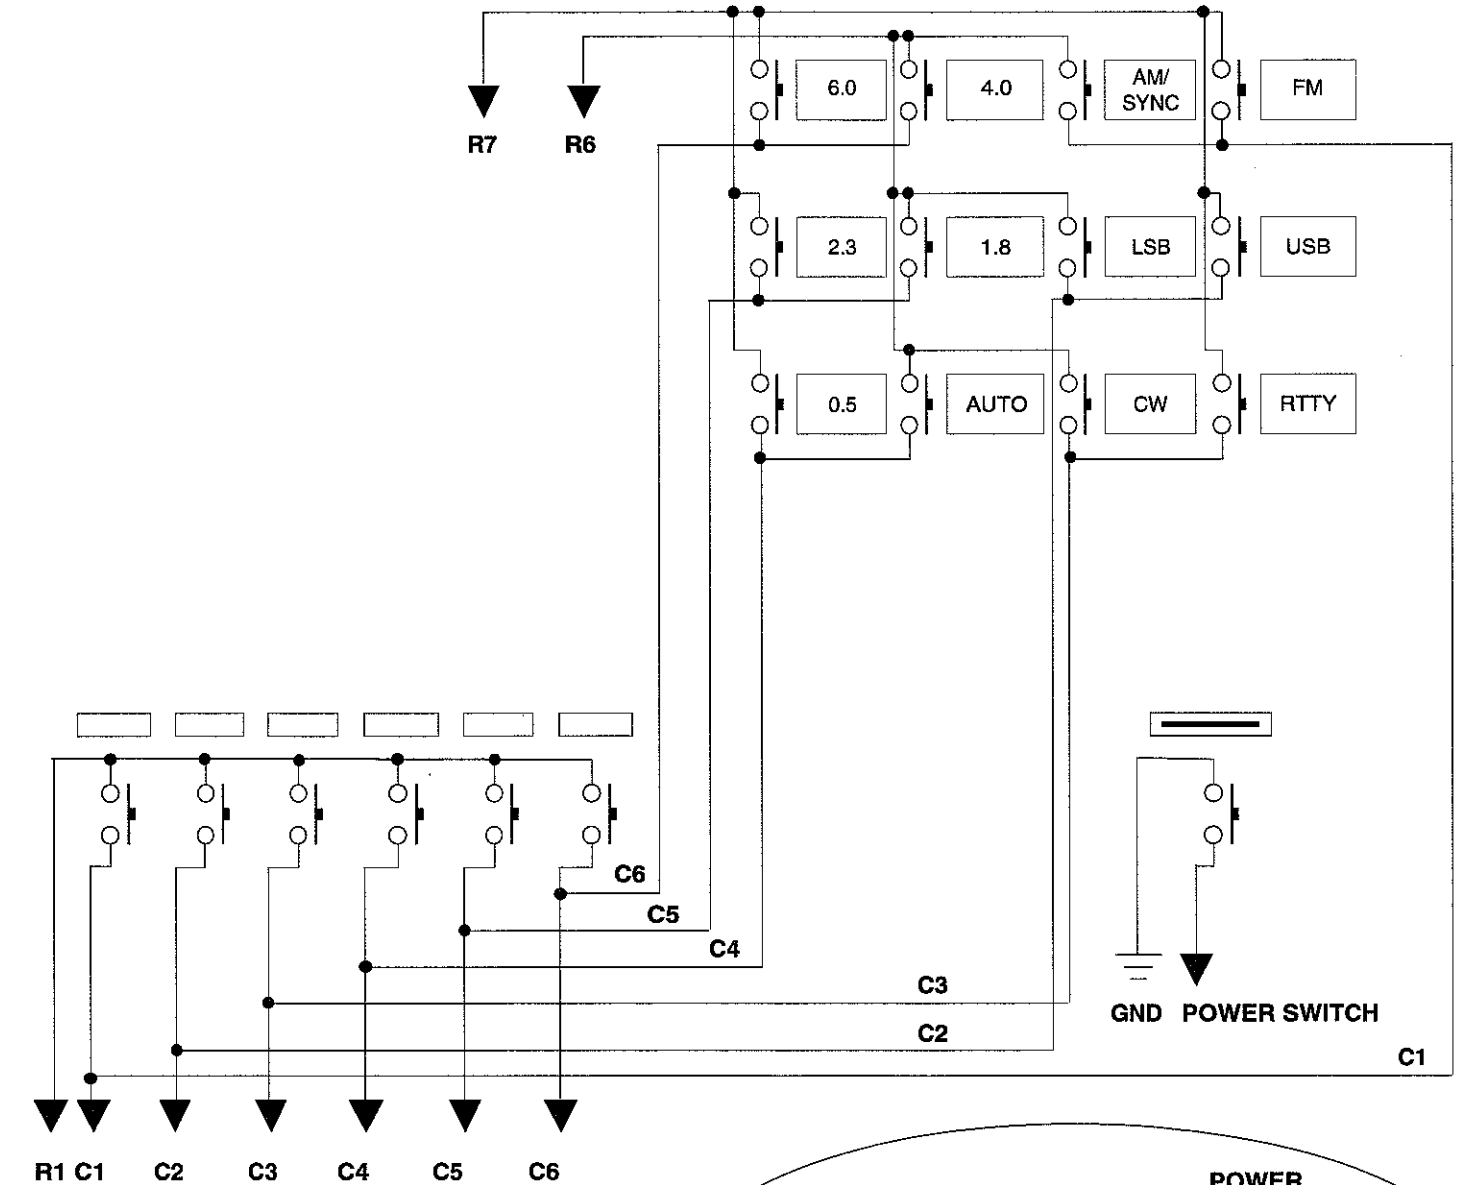 6.0
4.0
AM/
SYNC
FM
R7
R6
2.3
1.8
LSB
USB
0.5
AUTO
CW
RTTY
C6
C5
C4
C3
C2
C1
GND
POWER SWITCH
R1
C1
C2
C3
C4
C5
C6
POWER